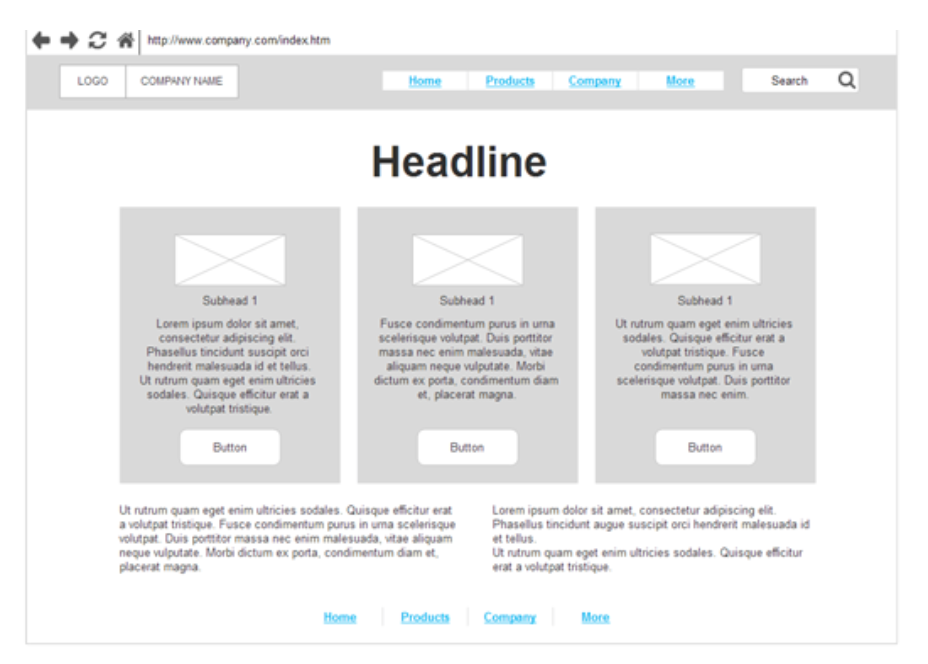 http://www.company.com/index.htm
LOGO COMPANY NAME Home Products Company More Search
Headline
Subhead 1
Lorem ipsum dolor sit amet,
consectetur adipiscing elit.
Phasellus tincidunt suscipit orci
hendrerit malesuada id et tellus.
Ut rutrum quam eget enim ultricies
sodales. Quisque efficitur erat a
volutpat tristique.
Button
Subhead 1
Fusce condimentum purus in urna
scelerisque volutpat. Duis porttitor
massa nec enim malesuada, vitae
aliquam neque vulputate. Morbi
dictum ex porta, condimentum diam
et, placerat magna.
Button
Subhead 1
Ut rutrum quam eget enim ultricies
sodales. Quisque efficitur erat a
volutpat tristique. Fusce
condimentum purus in urna
scelerisque volutpat. Duis porttitor
massa nec enim.
Button
Ut rutrum quam eget enim ultricies sodales. Quisque efficitur erat
a volutpat tristique. Fusce condimentum purus in urna scelerisque
volutpat. Duis porttitor massa nec enim malesuada, vitae aliquam
neque vulputate. Morbi dictum ex porta, condimentum diam et,
placerat magna.
Lorem ipsum dolor sit amet, consectetur adipiscing elit.
Phasellus tincidunt augue suscipit orci hendrerit malesuada id
et tellus.
Ut rutrum quam eget enim ultricies sodales. Quisque efficitur
erat a volutpat tristique.
Home Products Company More